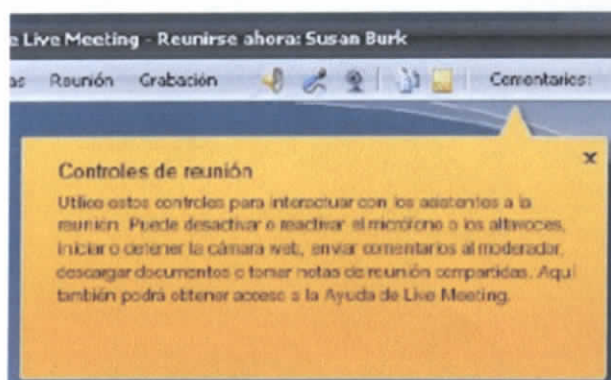 e Live Meeting - Reunirse ahora: Susan Burk
as Reunión Grabación Comentarios:
Controles de reunión
Utilice estos controles para interactuar con los asistentes a la
reunión. Puede desactivar o reactivar el micrófono o los altavoces,
iniciar o detener la cámara web, enviar comentarios al moderador,
descargar documentos o tomar notas de reunión compartidas. Aquí
también podrá obtener acceso a la Ayuda de Live Meeting.